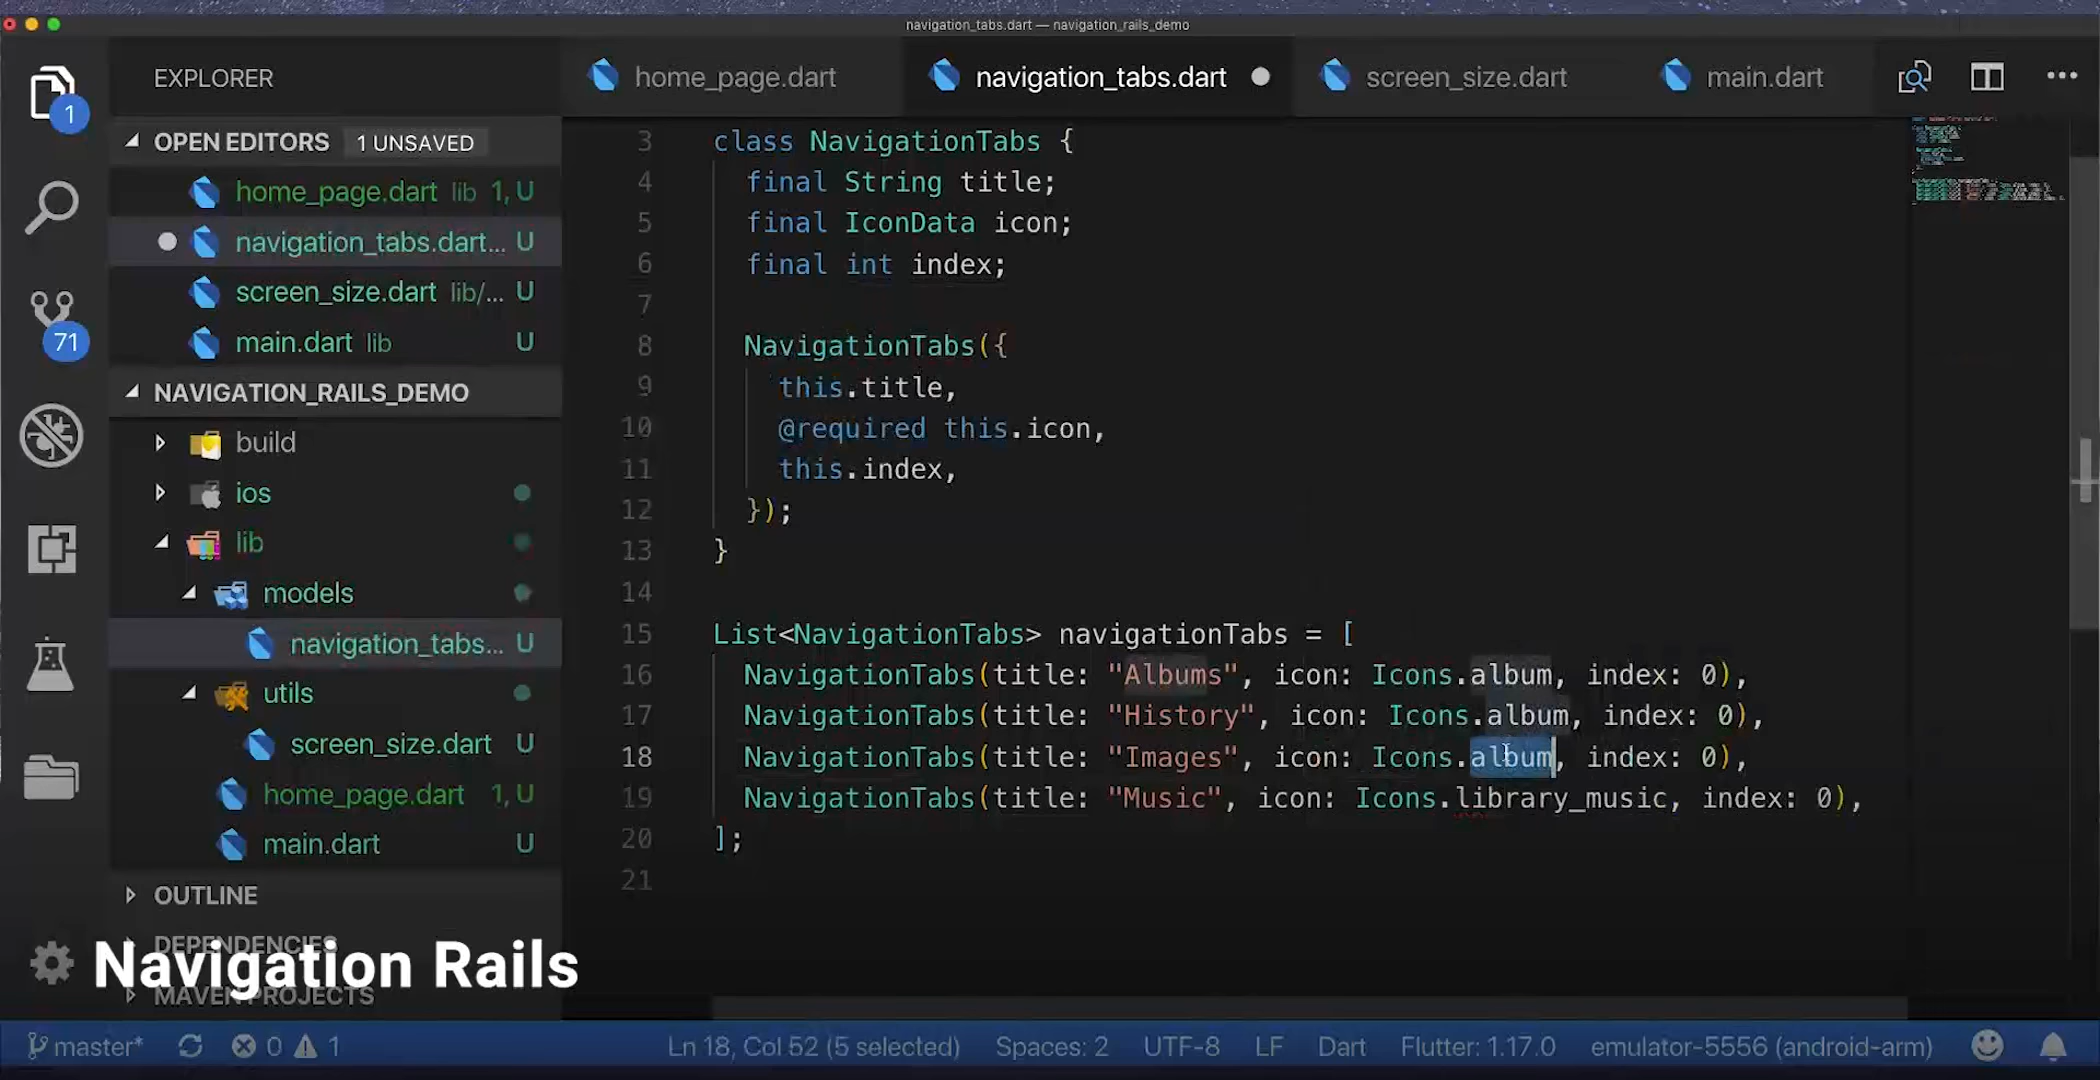 navigation_tabs.dart — navigation_rails_demo
EXPLORER
home_page.dart
navigation_tabs.dart
screen_size.dart
main.dart
1
OPEN EDITORS 1 UNSAVED
home_page.dart lib 1, U
navigation_tabs.dart... U
screen_size.dart lib/... U
main.dart lib U
71
NAVIGATION_RAILS_DEMO
build
ios
lib
models
navigation_tabs... U
utils
screen_size.dart U
home_page.dart 1, U
main.dart U
OUTLINE
DEPENDENCIES
MAVEN PROJECTS
3 class NavigationTabs {
4 final String title;
5 final IconData icon;
6 final int index;
7
8 NavigationTabs({
9 this.title,
10 @required this.icon,
11 this.index,
12 });
13 }
14
15 List<NavigationTabs> navigationTabs = [
16 NavigationTabs(title: "Albums", icon: Icons.album, index: 0),
17 NavigationTabs(title: "History", icon: Icons.album, index: 0),
18 NavigationTabs(title: "Images", icon: Icons.album, index: 0),
19 NavigationTabs(title: "Music", icon: Icons.library_music, index: 0),
20 ];
21
Navigation Rails
master* 0 1 Ln 18, Col 52 (5 selected) Spaces: 2 UTF-8 LF Dart Flutter: 1.17.0 emulator-5556 (android-arm)